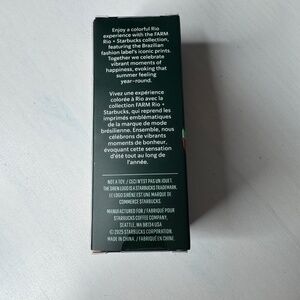 Enjoy a colorful Rio
experience with the FARM
Rio + Starbucks collection,
featuring the Brazilian
fashion label's iconic prints.
Together we celebrate
vibrant moments of
happiness, evoking that
summer feeling
year-round.
Vivez une expérience
colorée à Rio avec la
collection FARM Rio +
Starbucks, qui reprend les
imprimés emblématiques
de la marque de mode
brésilienne. Ensemble, nous
célébrons de vibrants
moments de bonheur,
évoquant cette sensation
d'été tout au long de
l'année.
NOT A TOY. / CECI N'EST PAS UN JOUET.
THE SIREN LOGO IS A STARBUCKS TRADEMARK.
LE LOGO SIRÈNE EST UNE MARQUE DE
COMMERCE STARBUCKS.
MANUFACTURED FOR / FABRIQUÉ POUR
STARBUCKS COFFEE COMPANY,
SEATTLE, WA 98134 USA
© 2025 STARBUCKS CORPORATION.
MADE IN CHINA. / FABRIQUÉ EN CHINE.